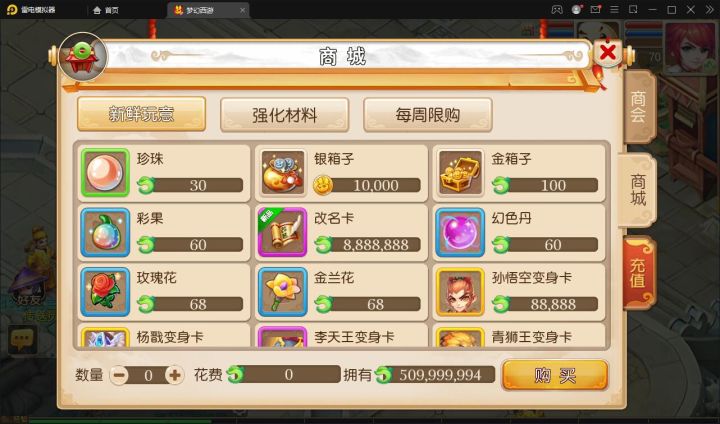 雷电模拟器
首页
梦幻西游
70
商城
新鲜玩意
强化材料
每周限购
商会
商城
充值
珍珠
30
银箱子
10,000
金箱子
100
彩果
60
新品
改名卡
8,888,888
幻色丹
60
玫瑰花
68
金兰花
68
孙悟空变身卡
88,888
杨戬变身卡
李天王变身卡
青狮王变身卡
好友
数量
0
花费
0
拥有
509,999,994
购买